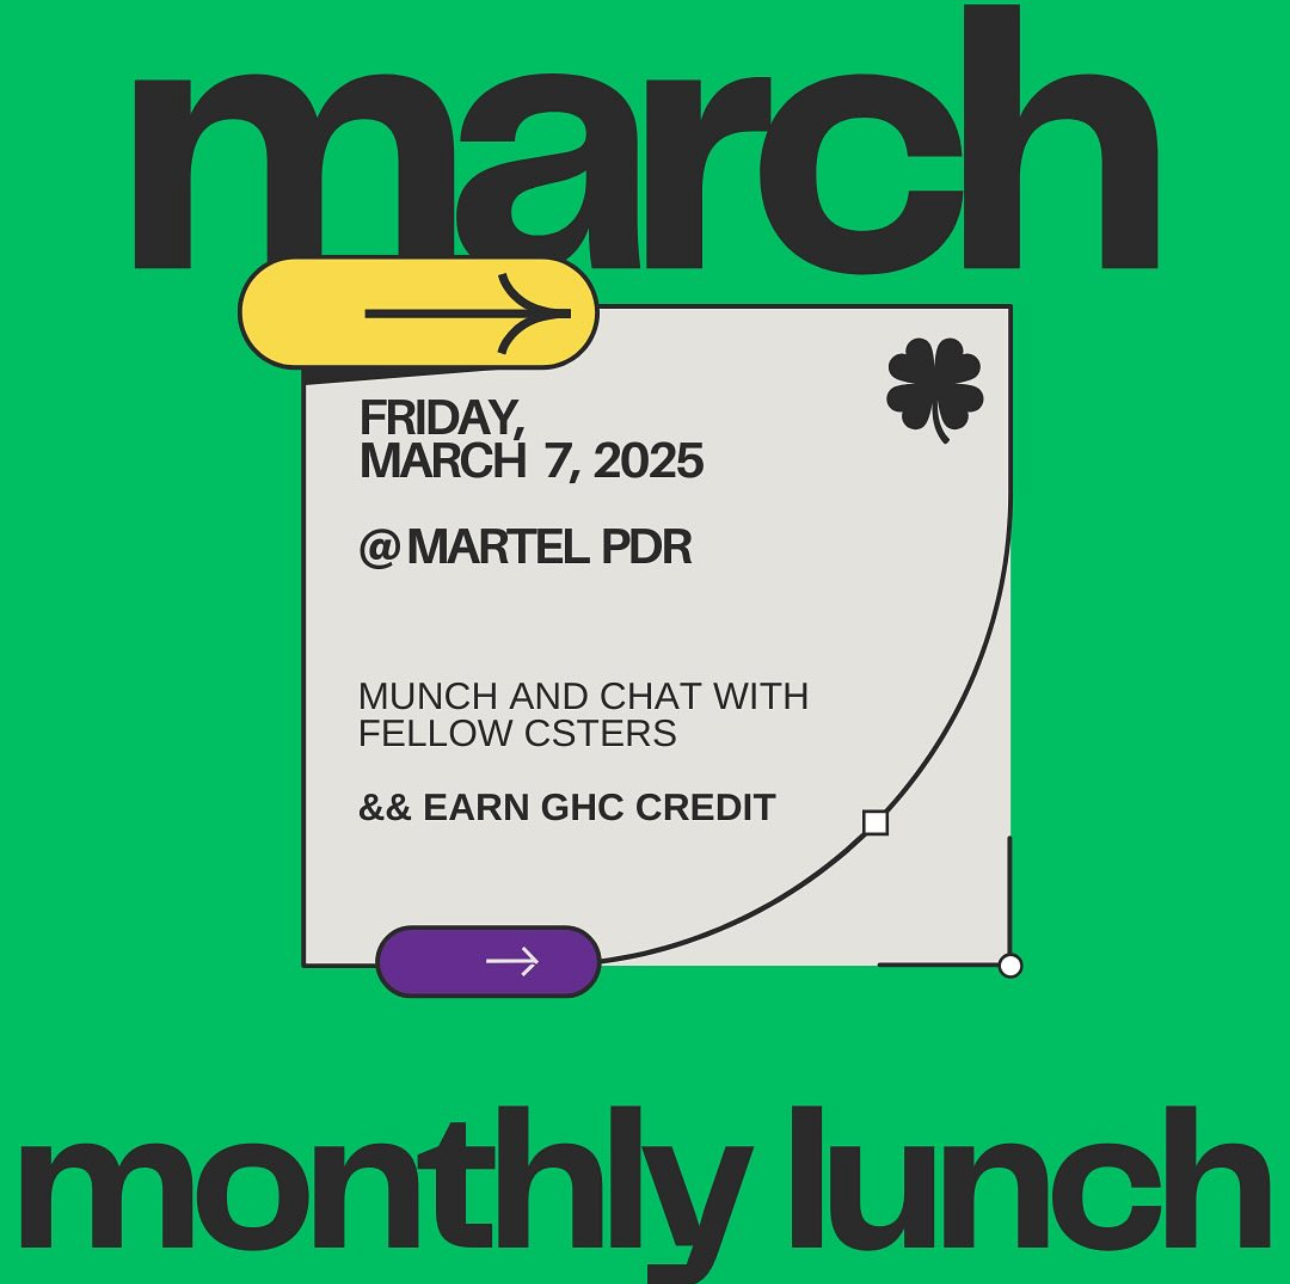 march
FRIDAY,
MARCH 7, 2025
@ MARTEL PDR
MUNCH AND CHAT WITH
FELLOW CSTERS
&& EARN GHC CREDIT
monthly lunch